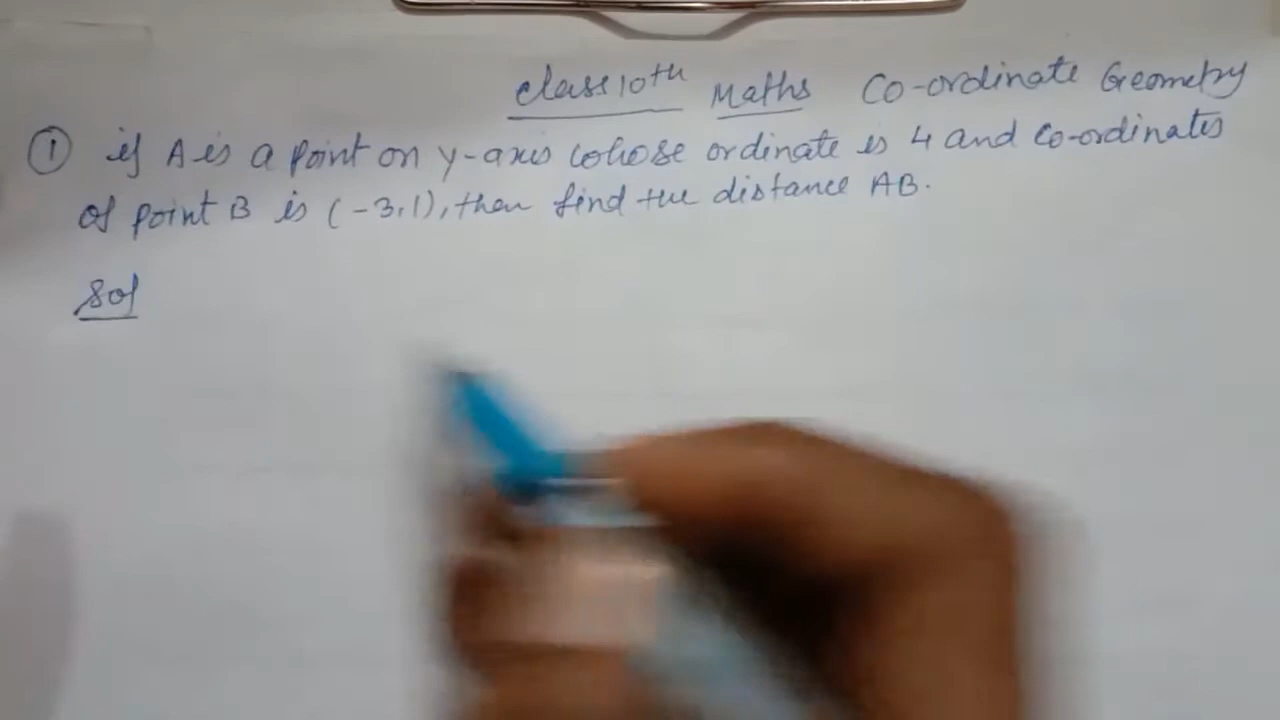 class 10th Maths Co-ordinate Geometry
① if A is a point on y-axis whose ordinate is 4 and co-ordinates
of point B is (-3,1), then find the distance AB.
Sol